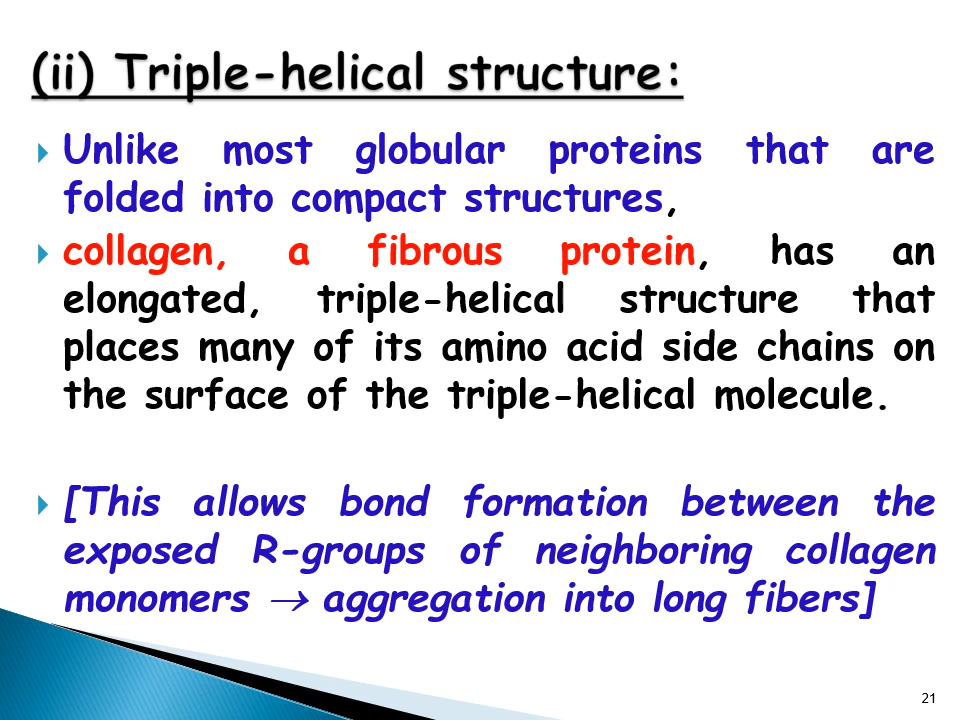 (ii) Triple-helical structure:
Unlike most globular proteins that are
folded into compact structures,
collagen, a fibrous protein, has an
elongated, triple-helical structure that
places many of its amino acid side chains on
the surface of the triple-helical molecule.
[This allows bond formation between the
exposed R-groups of neighboring collagen
monomers → aggregation into long fibers]
21